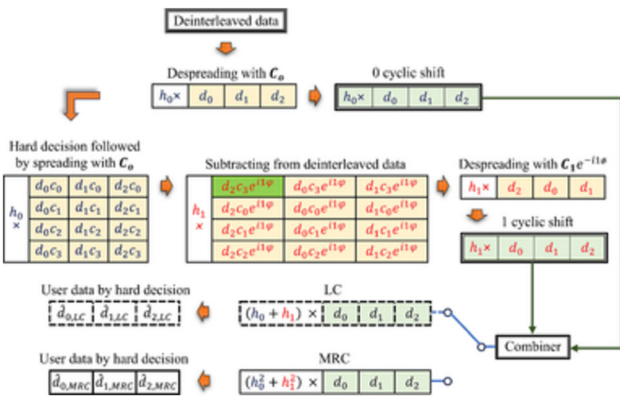 Deinterleaved data
Despreading with Cₒ
0 cyclic shift
h₀× d₀ d₁ d₂
h₀× d₀ d₁ d₂
Hard decision followed
by spreading with Cₒ
Subtracting from deinterleaved data
Despreading with C₁e⁻ⁱ¹ᵠ
h₀
×
d₀c₀ d₁c₀ d₂c₀
d₀c₁ d₁c₁ d₂c₁
d₀c₂ d₁c₂ d₂c₂
d₀c₃ d₁c₃ d₂c₃
h₁
×
d₂c₃eⁱ¹ᵠ d₀c₃eⁱ¹ᵠ d₁c₃eⁱ¹ᵠ
d₂c₀eⁱ¹ᵠ d₀c₀eⁱ¹ᵠ d₁c₀eⁱ¹ᵠ
d₂c₁eⁱ¹ᵠ d₀c₁eⁱ¹ᵠ d₁c₁eⁱ¹ᵠ
d₂c₂eⁱ¹ᵠ d₀c₂eⁱ¹ᵠ d₁c₂eⁱ¹ᵠ
h₁× d₂ d₀ d₁
1 cyclic shift
h₁× d₀ d₁ d₂
User data by hard decision
LC
d̂₀,LC d̂₁,LC d̂₂,LC
(h₀ + h₁) × d₀ d₁ d₂
Combiner
User data by hard decision
MRC
d̂₀,MRC d̂₁,MRC d̂₂,MRC
(h₀² + h₁²) × d₀ d₁ d₂